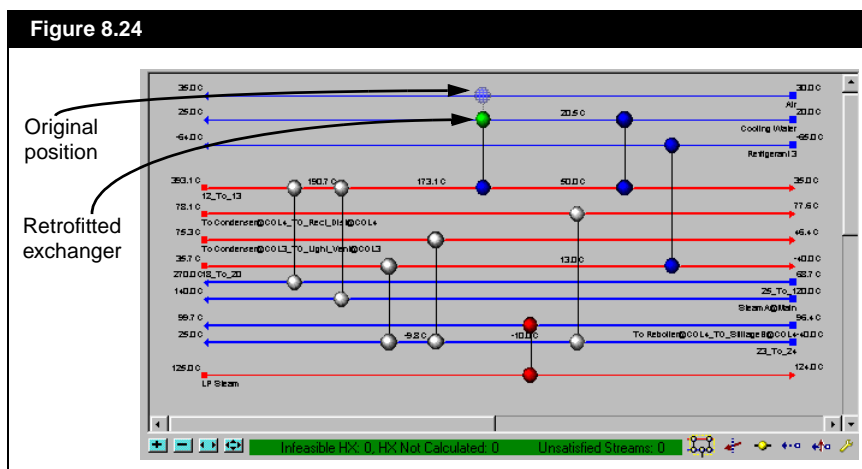 Figure 8.24
Original
position
Retrofitted
exchanger
35.0 C
30.0 C
Air
25.0 C
20.5 C
20.0 C
Cooling Water
-64.0 C
-65.0 C
Refrigerant 3
393.1 C
190.7 C
173.1 C
50.0 C
35.0 C
12_To_13
78.1 C
77.6 C
To Condenser@COL4_TO_Rect_Dist@COL4
75.3 C
46.4 C
To Condenser@COL3_TO_Light_Vent@COL3
35.7 C
13.0 C
-40.0 C
18_To_20
270.0 C
68.7 C
25_To_
140.0 C
120.0 C
Steam A@Main
99.7 C
96.4 C
To Reboiler@COL4_TO_Stillage B@COL4
25.0 C
-9.8 C
-10.0 C
-40.0 C
23_To_24
125.0 C
124.0 C
LP Steam
Infeasible HX: 0, HX Not Calculated: 0 Unsatisfied Streams: 0